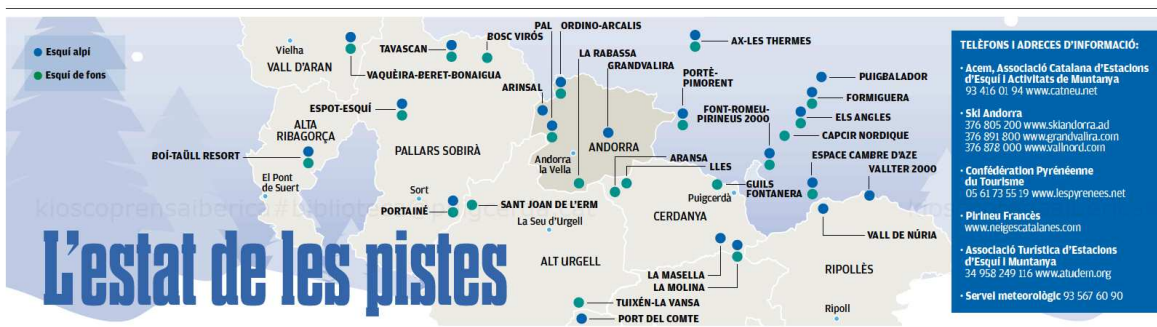 Esquí alpí
Esquí de fons
Vielha
VALL D'ARAN
TAVASCAN
BOSC VIRÓS
VAQUÈIRA-BERET-BONAIGUA
PAL
ORDINO-ARCALIS
LA RABASSA
GRANDVALIRA
AX-LES THERMES
ARINSAL
PORTÈ-
PIMORENT
PUIGBALADOR
FORMIGUERA
FONT-ROMEU-
PIRINEUS 2000
ELS ANGLES
CAPCIR NORDIQUE
ESPOT-ESQUÍ
ALTA
RIBAGORÇA
BOÍ-TAÜLL RESORT
PALLARS SOBIRÀ
El Pont
de Suert
Andorra
la Vella
ANDORRA
ARANSA
LLES
ESPACE CAMBRE D'AZE
VALLTER 2000
Sort
PORTAINÉ
SANT JOAN DE L'ERM
La Seu d'Urgell
GUILS
FONTANERA
Puigcerdà
CERDANYA
VALL DE NÚRIA
ALT URGELL
LA MASELLA
LA MOLINA
RIPOLLÈS
TUIXÉN-LA VANSA
PORT DEL COMTE
Ripoll
L'estat de les pistes
TELÈFONS I ADRECES D'INFORMACIÓ:
· Acem, Associació Catalana d'Estacions
d'Esquí i Activitats de Muntanya
93 416 01 94 www.catneu.net
· Ski Andorra
376 805 200 www.skiandorra.ad
376 891 800 www.grandvalira.com
376 878 000 www.vallnord.com
· Confédération Pyrénéenne
du Tourisme
05 61 73 55 19 www.lespyrenees.net
· Pirineu Francès
www.neigescatalanes.com
· Associació Turística d'Estacions
d'Esquí i Muntanya
34 958 249 116 www.atudem.org
· Servei meteorològic 93 567 60 90